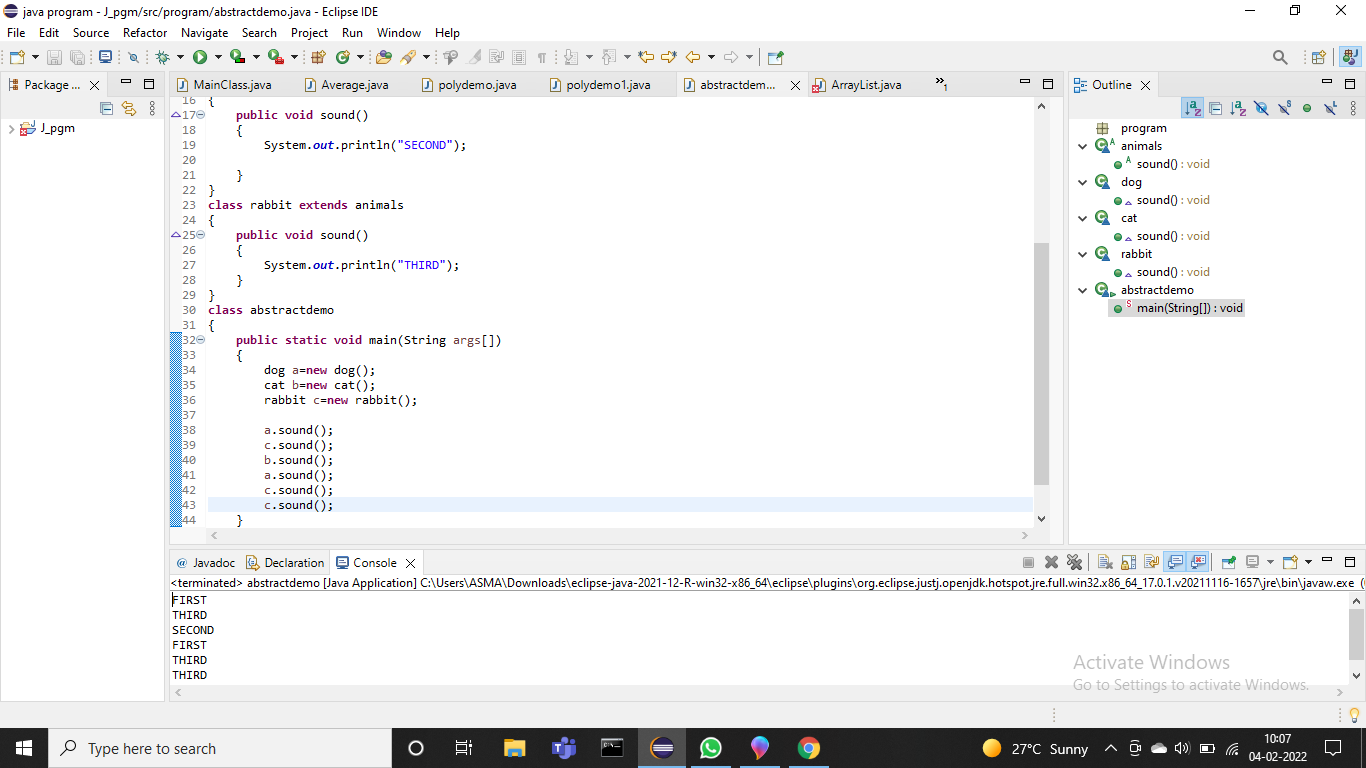 java program - J_pgm/src/program/abstractdemo.java - Eclipse IDE
File Edit Source Refactor Navigate Search Project Run Window Help
Package ...
J_pgm
MainClass.java Average.java polydemo.java polydemo1.java abstractdem... ArrayList.java »1
16 {
17 public void sound()
18 {
19 System.out.println("SECOND");
20
21 }
22 }
23 class rabbit extends animals
24 {
25 public void sound()
26 {
27 System.out.println("THIRD");
28 }
29 }
30 class abstractdemo
31 {
32 public static void main(String args[])
33 {
34 dog a=new dog();
35 cat b=new cat();
36 rabbit c=new rabbit();
37
38 a.sound();
39 c.sound();
40 b.sound();
41 a.sound();
42 c.sound();
43 c.sound();
44 }
Outline
program
animals
sound() : void
dog
sound() : void
cat
sound() : void
rabbit
sound() : void
abstractdemo
main(String[]) : void
@ Javadoc Declaration Console
<terminated> abstractdemo [Java Application] C:\Users\ASMA\Downloads\eclipse-java-2021-12-R-win32-x86_64\eclipse\plugins\org.eclipse.justj.openjdk.hotspot.jre.full.win32.x86_64_17.0.1.v20211116-1657\jre\bin\javaw.exe
FIRST
THIRD
SECOND
FIRST
THIRD
THIRD
Activate Windows
Go to Settings to activate Windows.
Type here to search
27°C Sunny
10:07
04-02-2022